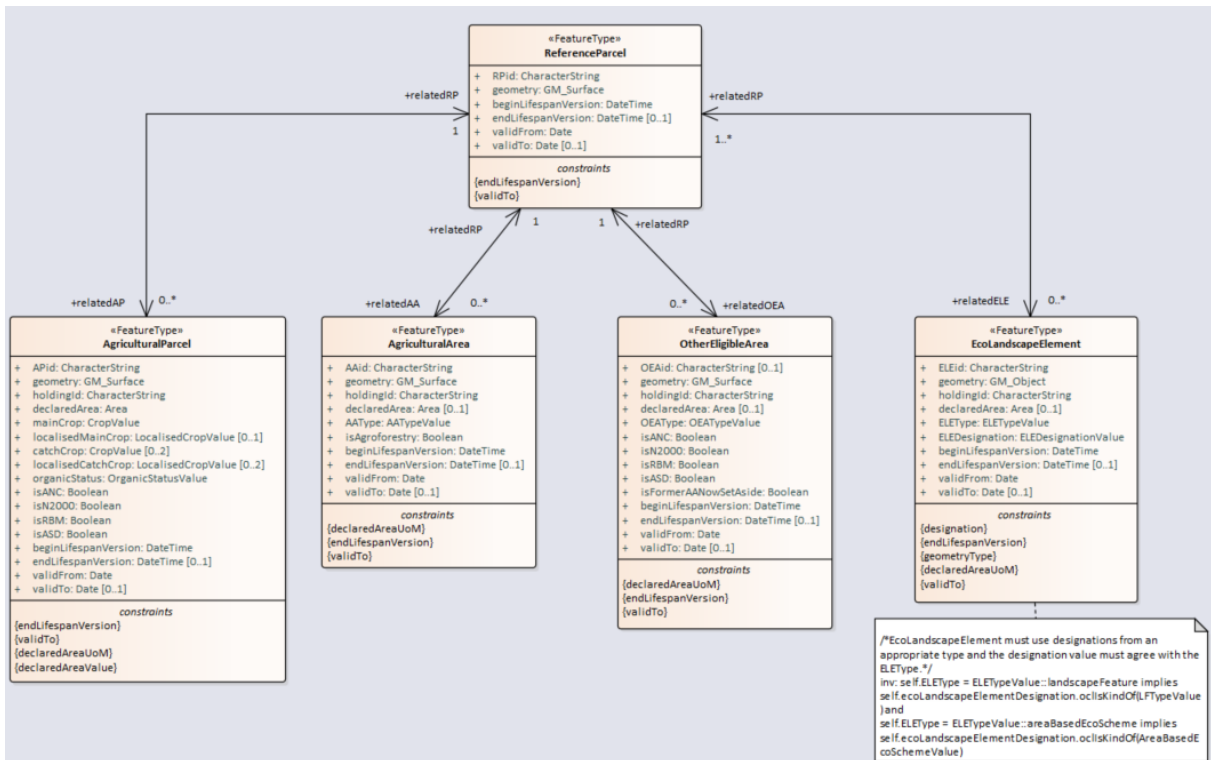 «FeatureType»
ReferenceParcel
+ RPid: CharacterString
+ geometry: GM_Surface
+ beginLifespanVersion: DateTime
+ endLifespanVersion: DateTime [0..1]
+ validFrom: Date
+ validTo: Date [0..1]
constraints
{endLifespanVersion}
{validTo}
+relatedRP
1
+relatedRP
1..*
+relatedRP
1
1
+relatedRP
+relatedAP
0..*
+relatedAA
0..*
0..*
+relatedOEA
+relatedELE
0..*
«FeatureType»
AgriculturalParcel
+ APid: CharacterString
+ geometry: GM_Surface
+ holdingId: CharacterString
+ declaredArea: Area
+ mainCrop: CropValue
+ localisedMainCrop: LocalisedCropValue [0..1]
+ catchCrop: CropValue [0..2]
+ localisedCatchCrop: LocalisedCropValue [0..2]
+ organicStatus: OrganicStatusValue
+ isANC: Boolean
+ isN2000: Boolean
+ isRBM: Boolean
+ isASD: Boolean
+ beginLifespanVersion: DateTime
+ endLifespanVersion: DateTime [0..1]
+ validFrom: Date
+ validTo: Date [0..1]
constraints
{endLifespanVersion}
{validTo}
{declaredAreaUoM}
{declaredAreaValue}
«FeatureType»
AgriculturalArea
+ AAid: CharacterString
+ geometry: GM_Surface
+ holdingId: CharacterString
+ declaredArea: Area [0..1]
+ AAType: AATypeValue
+ isAgroforestry: Boolean
+ beginLifespanVersion: DateTime
+ endLifespanVersion: DateTime [0..1]
+ validFrom: Date
+ validTo: Date [0..1]
constraints
{declaredAreaUoM}
{endLifespanVersion}
{validTo}
«FeatureType»
OtherEligibleArea
+ OEAid: CharacterString [0..1]
+ geometry: GM_Surface
+ holdingId: CharacterString
+ declaredArea: Area [0..1]
+ OEAType: OEATypeValue
+ isANC: Boolean
+ isN2000: Boolean
+ isRBM: Boolean
+ isASD: Boolean
+ isFormerAANowSetAside: Boolean
+ beginLifespanVersion: DateTime
+ endLifespanVersion: DateTime [0..1]
+ validFrom: Date
+ validTo: Date [0..1]
constraints
{declaredAreaUoM}
{endLifespanVersion}
{validTo}
«FeatureType»
EcoLandscapeElement
+ ELEid: CharacterString
+ geometry: GM_Object
+ holdingId: CharacterString
+ declaredArea: Area [0..1]
+ ELEType: ELETypeValue
+ ELEDesignation: ELEDesignationValue
+ beginLifespanVersion: DateTime
+ endLifespanVersion: DateTime [0..1]
+ validFrom: Date
+ validTo: Date [0..1]
constraints
{designation}
{endLifespanVersion}
{geometryType}
{declaredAreaUoM}
{validTo}
/*EcoLandscapeElement must use designations from an
appropriate type and the designation value must agree with the
ELEType.*/
inv: self.ELEType = ELETypeValue::landscapeFeature implies
self.ecoLandscapeElementDesignation.oclIsKindOf(LFTypeValue
)and
self.ELEType = ELETypeValue::areaBasedEcoScheme implies
self.ecoLandscapeElementDesignation.oclIsKindOf(AreaBasedE
coSchemeValue)